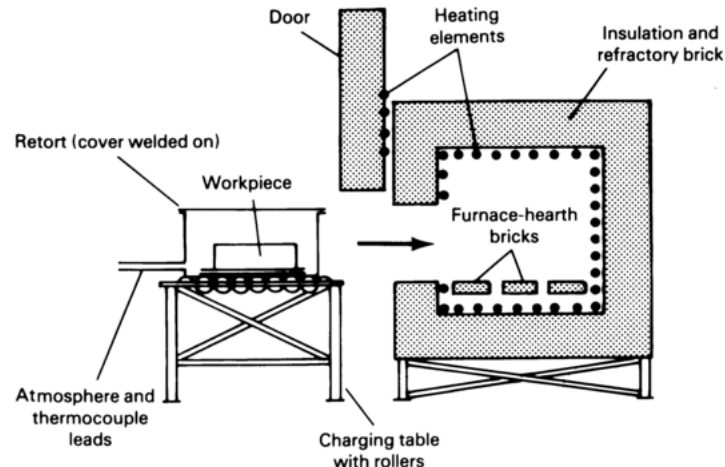 Door
Heating
elements
Insulation and
refractory brick
Retort (cover welded on)
Workpiece
Furnace-hearth
bricks
Atmosphere and
thermocouple
leads
Charging table
with rollers